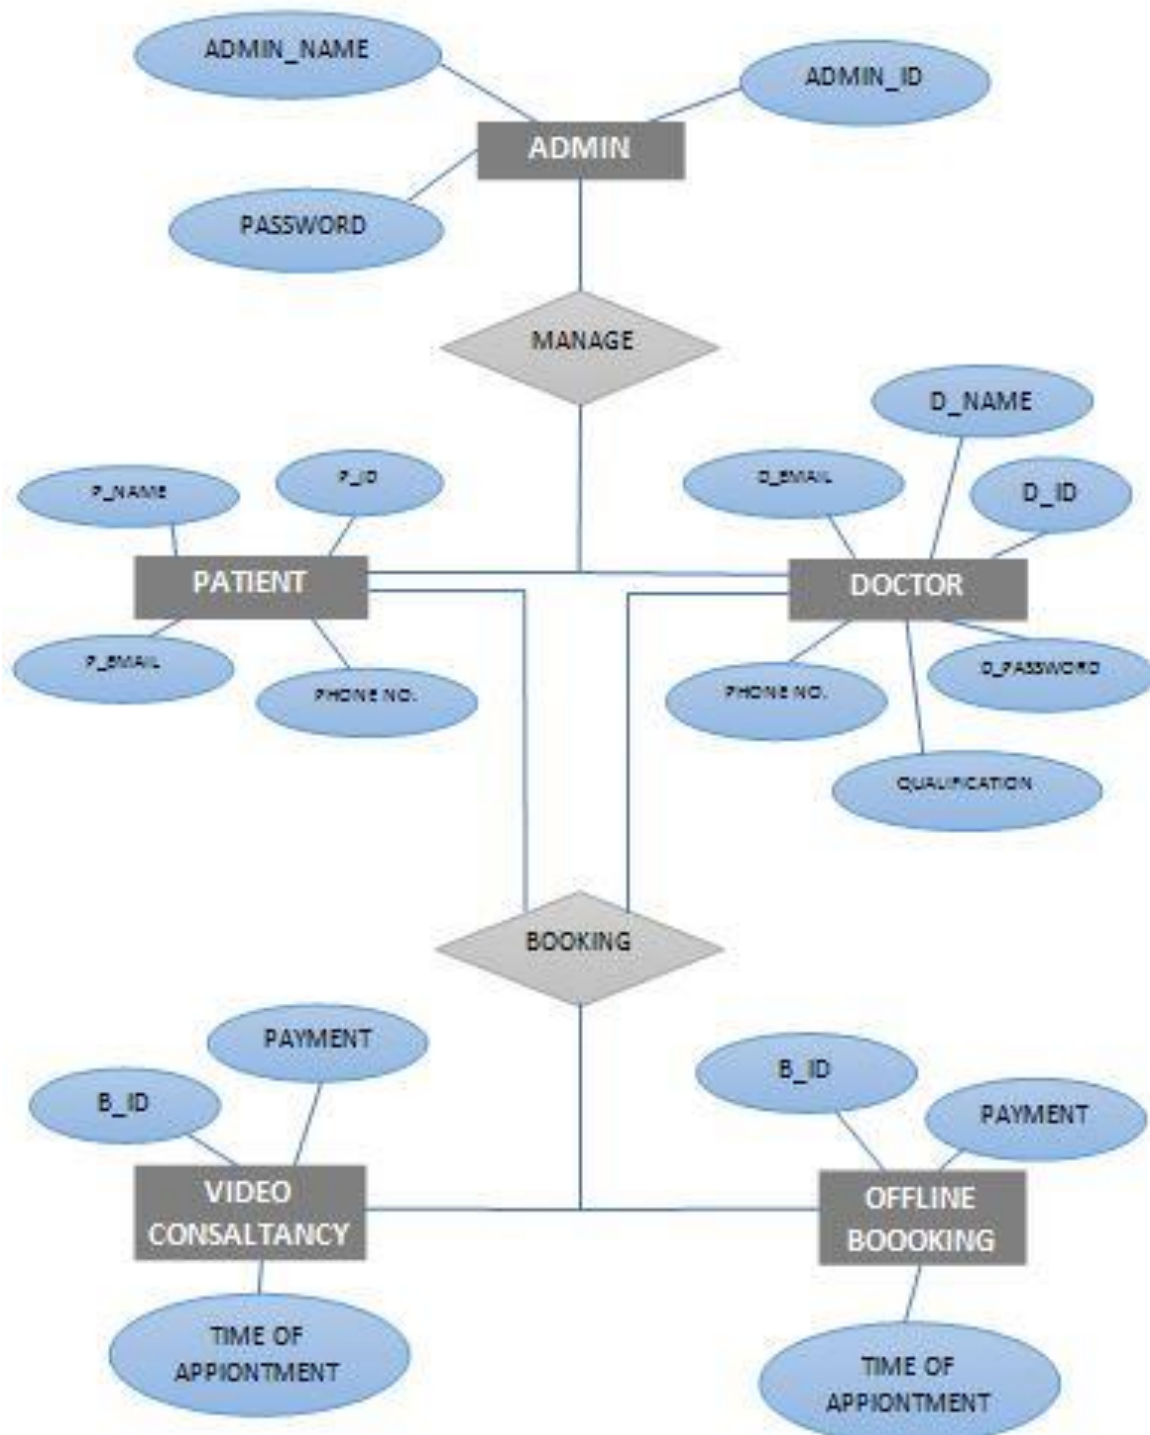 ADMIN_NAME
ADMIN_ID
ADMIN
PASSWORD
MANAGE
D_NAME
D_EMAIL
D_ID
P_NAME
P_ID
PATIENT
DOCTOR
P_EMAIL
PHONE NO.
PHONE NO.
D_PASSWORD
QUALIFICATION
BOOKING
PAYMENT
B_ID
B_ID
PAYMENT
VIDEO
CONSALTANCY
OFFLINE
BOOOKING
TIME OF
APPIONTMENT
TIME OF
APPIONTMENT